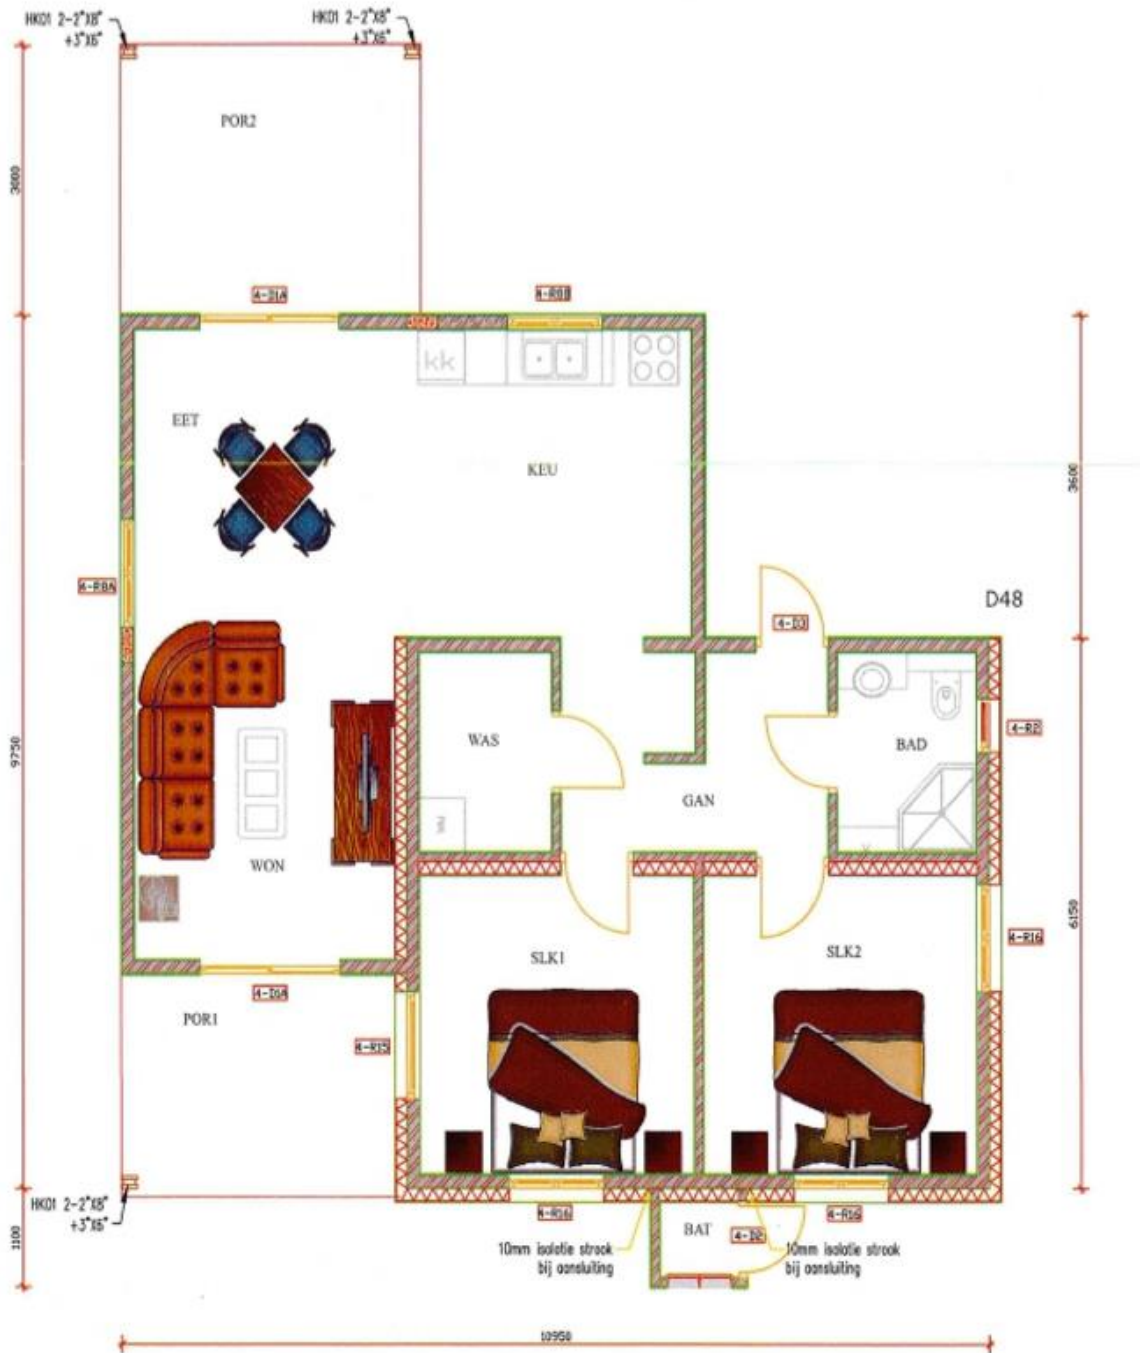 HK01 2-2"X8"
+3"X6"
HK01 2-2"X8"
+3"X6"
POR2
3000
4-D1A
4-R8B
kk
EET
KEU
3600
4-R8A
D48
4-D3
WAS
BAD
4-R2
GAN
9750
WON
6150
4-R16
SLK1
SLK2
4-D1A
POR1
4-R15
HK01 2-2"X8"
+3"X6"
4-R16
4-R16
BAT
4-D2
1100
10mm isolatie strook
bij aansluiting
10mm isolatie strook
bij aansluiting
10950